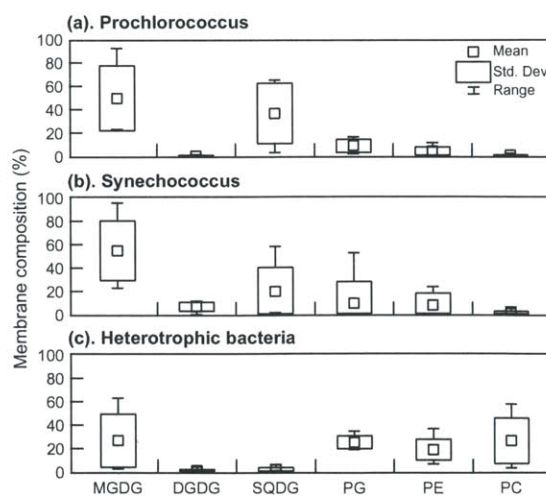 (a). Prochlorococcus
100
80
60
40
20
0
Mean
Std. Dev
Range
(b). Synechococcus
100
80
60
40
20
0
(c). Heterotrophic bacteria
100
80
60
40
20
0
Membrane composition (%)
MGDG DGDG SQDG PG PE PC